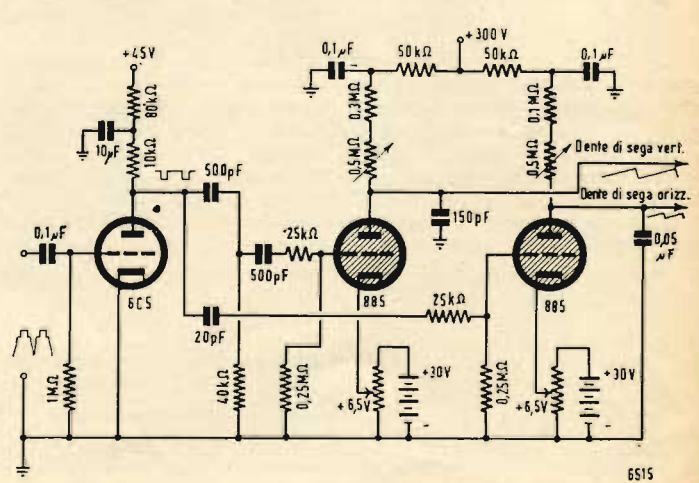 +300V
0,1µF
50kΩ
50kΩ
0,1µF
+45V
80kΩ
0,3MΩ
0,1MΩ
10µF
10kΩ
0,5MΩ
0,5MΩ
Dente di sega vert.
500pF
Dente di sega orizz.
150pF
0,05
µF
0,1µF
25kΩ
500pF
6C5
885
885
20pF
25kΩ
1MΩ
40kΩ
0,25MΩ
+30V
+6,5V
0,25MΩ
+30V
+6,5V
6515